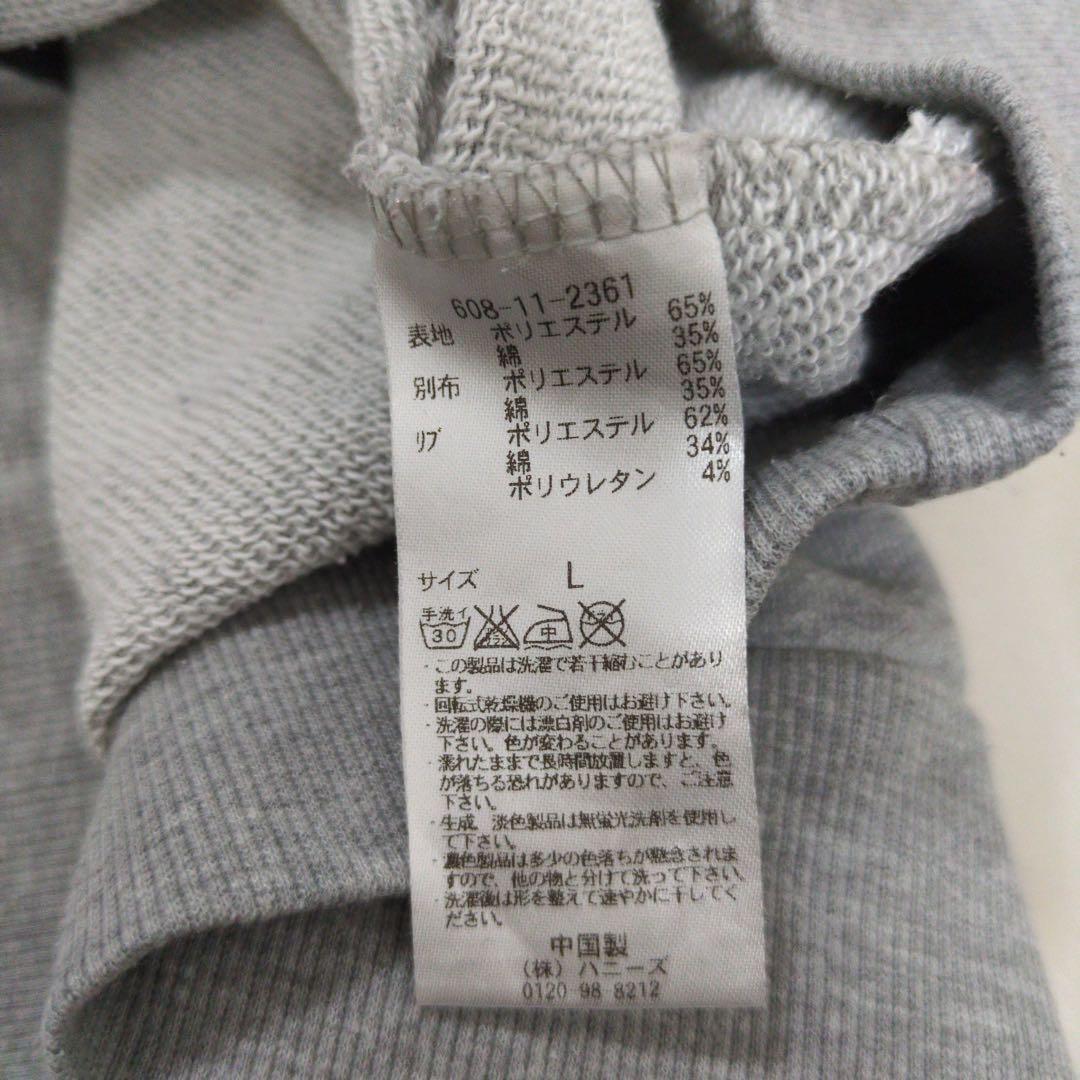 608-11-2361
表地 ポリエステル 65%
綿 35%
別布 ポリエステル 65%
綿 35%
リブ ポリエステル 62%
綿 34%
ポリウレタン 4%
サイズ L
手洗イ 30 中
・この製品は洗濯で若干縮むことがあり
ます。
・回転式乾燥機のご使用はお避け下さい。
・洗濯の際には漂白剤のご使用はお避け
下さい。色が変わることがあります。
・濡れたままで長時間放置しますと、色
が落ちる恐れがありますので、ご注意
下さい。
・生成、淡色製品は無蛍光洗剤を使用し
て下さい。
・濃色製品は多少の色落ちが懸念されま
すので、他の物と分けて洗って下さい。
・洗濯後は形を整えて速やかに干してく
ださい。
中国製
(株)ハニーズ
0120 98 8212